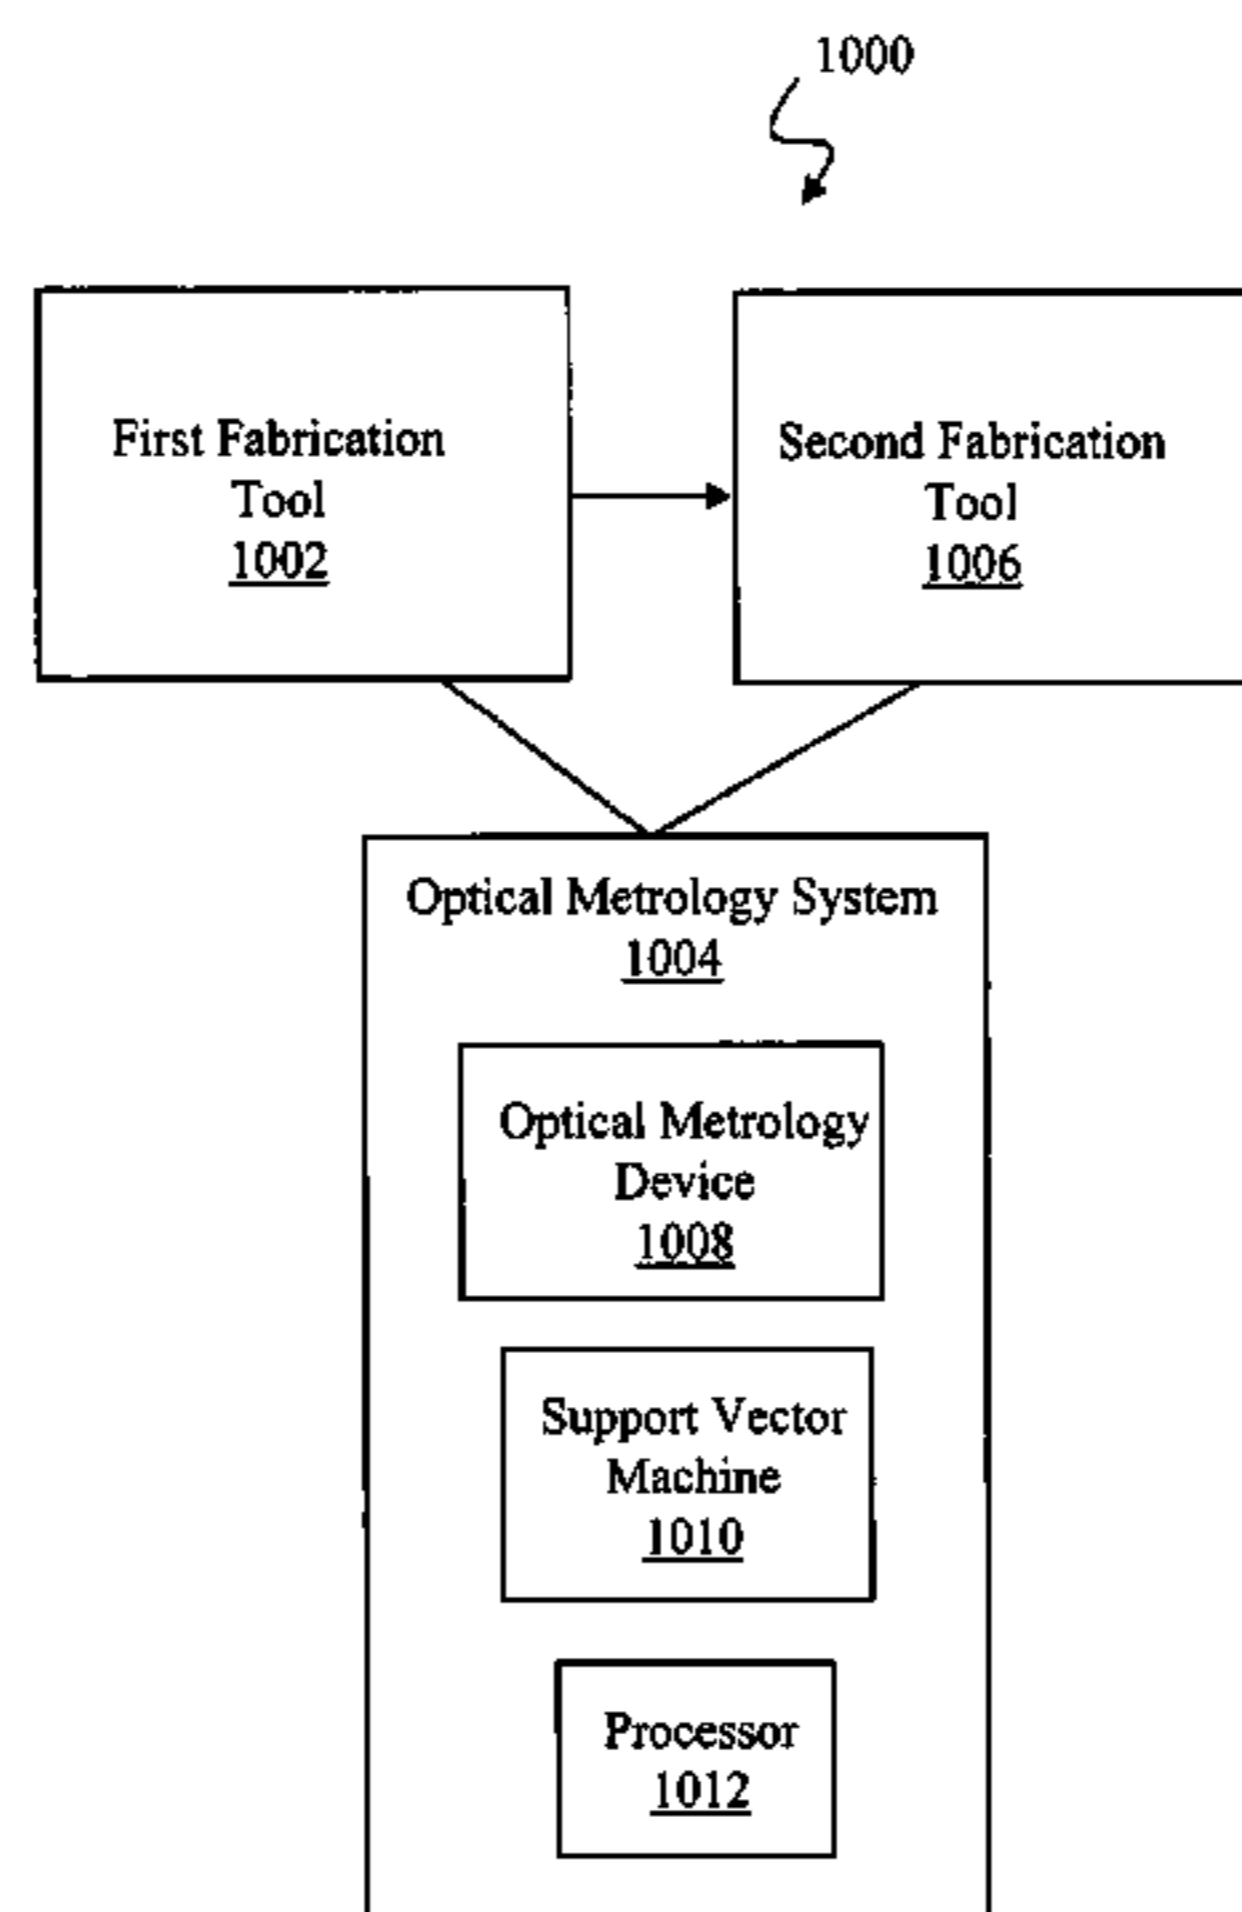 1000
First Fabrication
Tool
1002
Second Fabrication
Tool
1006
Optical Metrology System
1004
Optical Metrology
Device
1008
Support Vector
Machine
1010
Processor
1012